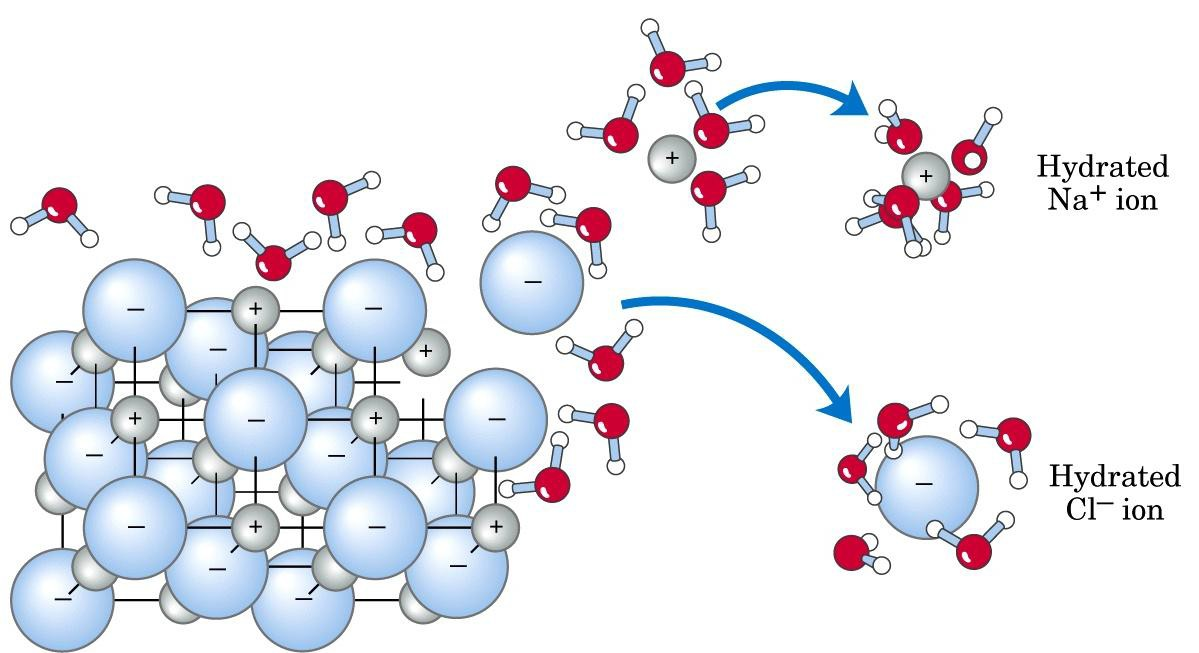 +
+
Hydrated
Na+ ion
−
− + −
− + −
− + − + −
− −
− + − + −
− + − + −
− −
− −
−
Hydrated
Cl− ion